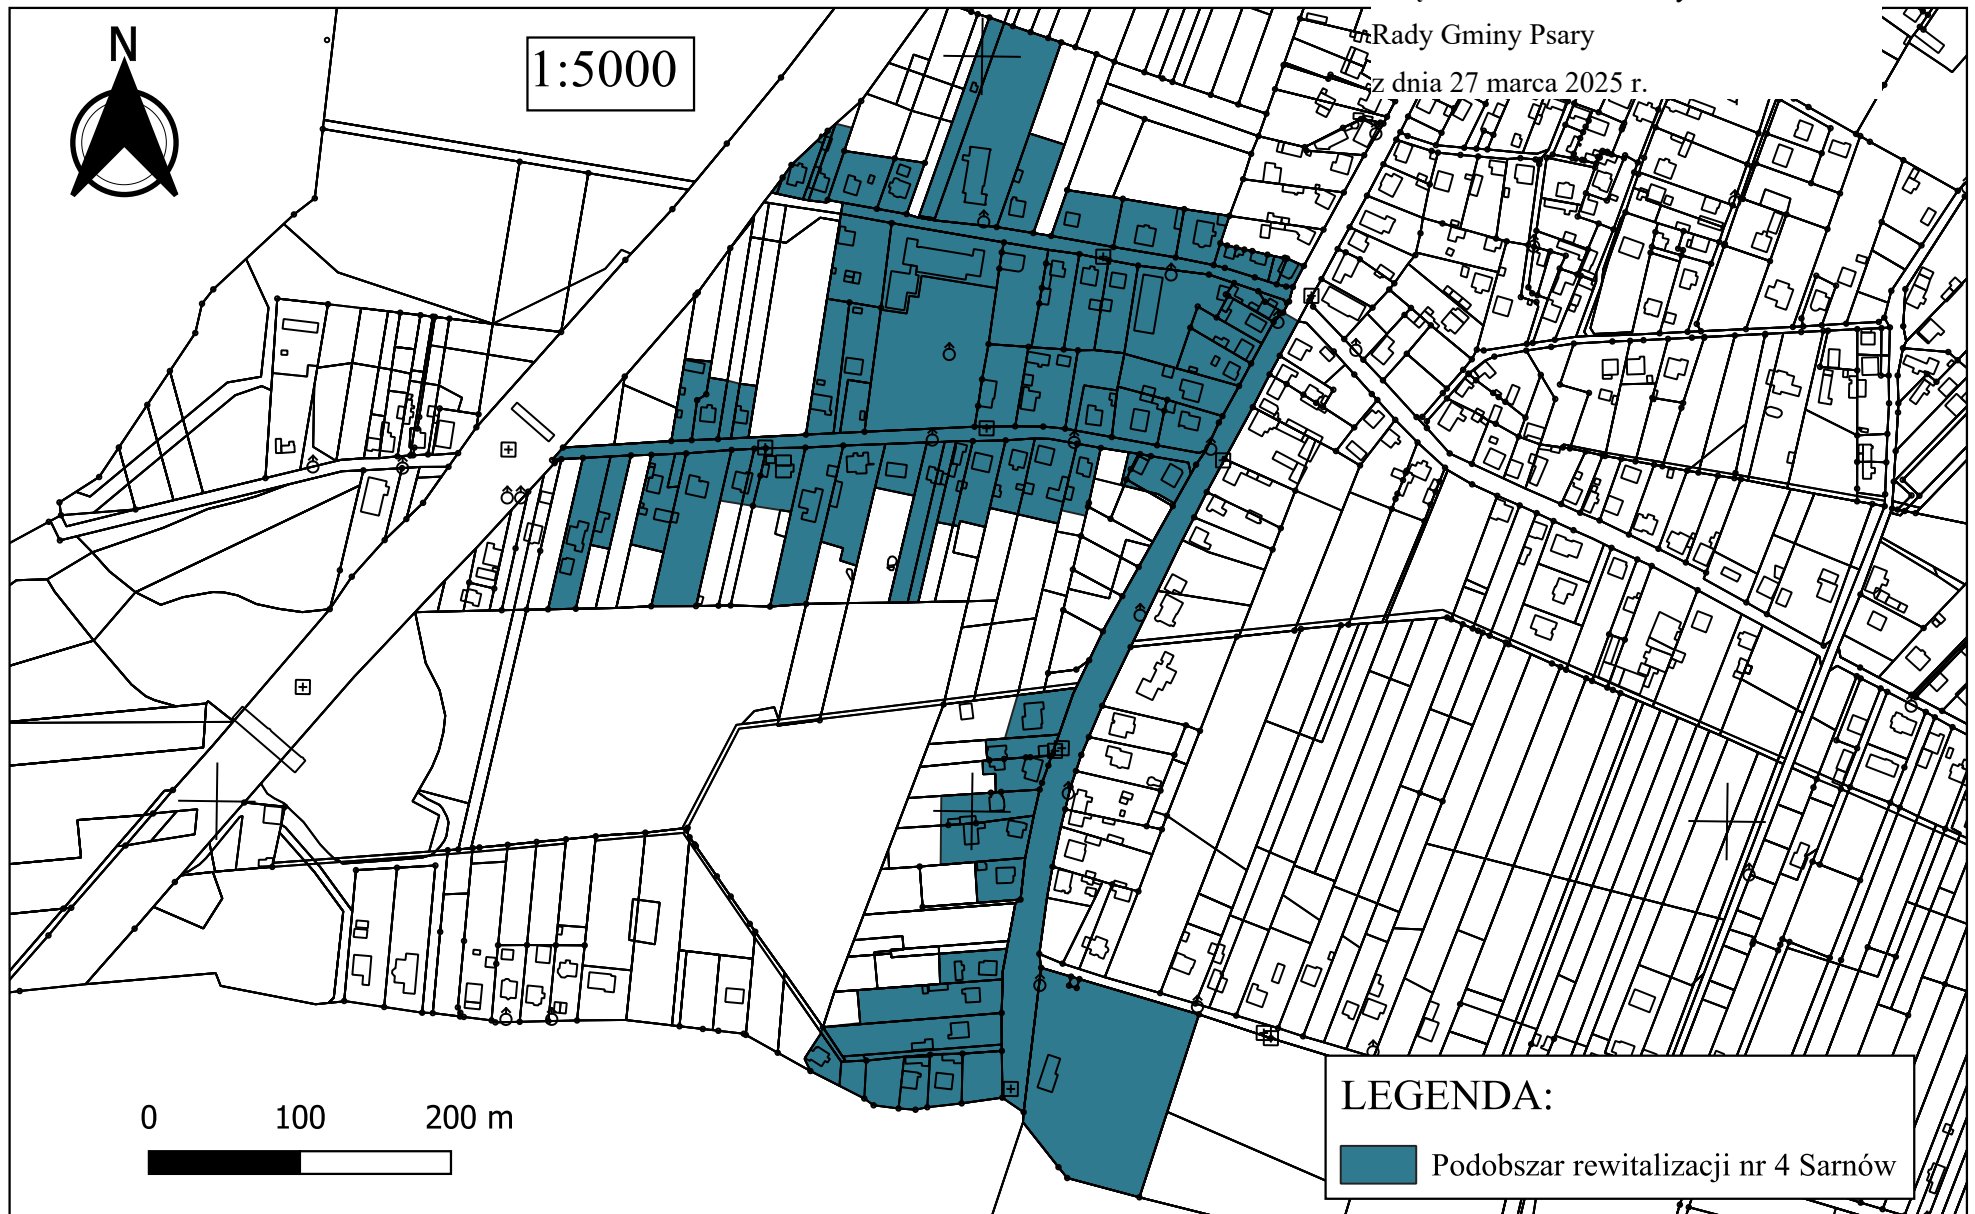 Rady Gminy Psary
z dnia 27 marca 2025 r.
N
1:5000
0 100 200 m
LEGENDA:
Podobszar rewitalizacji nr 4 Sarnów